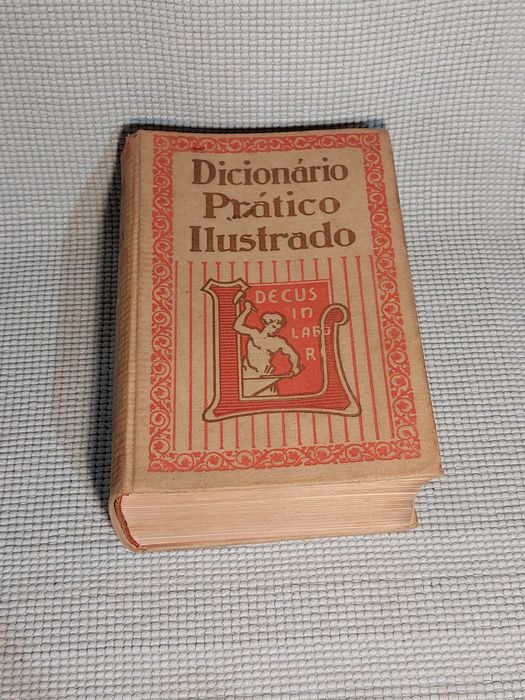 Dicionário
Prático
Ilustrado
DECUS
in
LABO
R